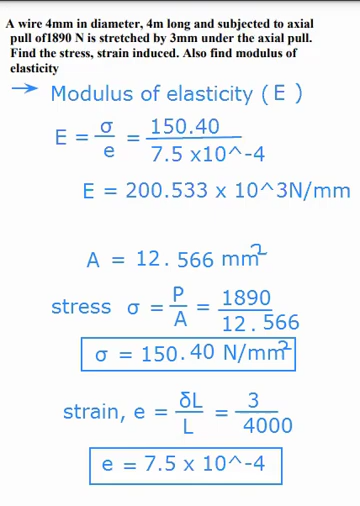 A wire 4mm in diameter, 4m long and subjected to axial
pull of1890 N is stretched by 3mm under the axial pull.
Find the stress, strain induced. Also find modulus of
elasticity
→ Modulus of elasticity ( E )
E = σ/e = 150.40/7.5 x10^-4
E = 200.533 x 10^3N/mm
A = 12.566 mm²
stress σ = P/A = 1890/12.566
σ = 150.40 N/mm²
strain, e = δL/L = 3/4000
e = 7.5 x 10^-4